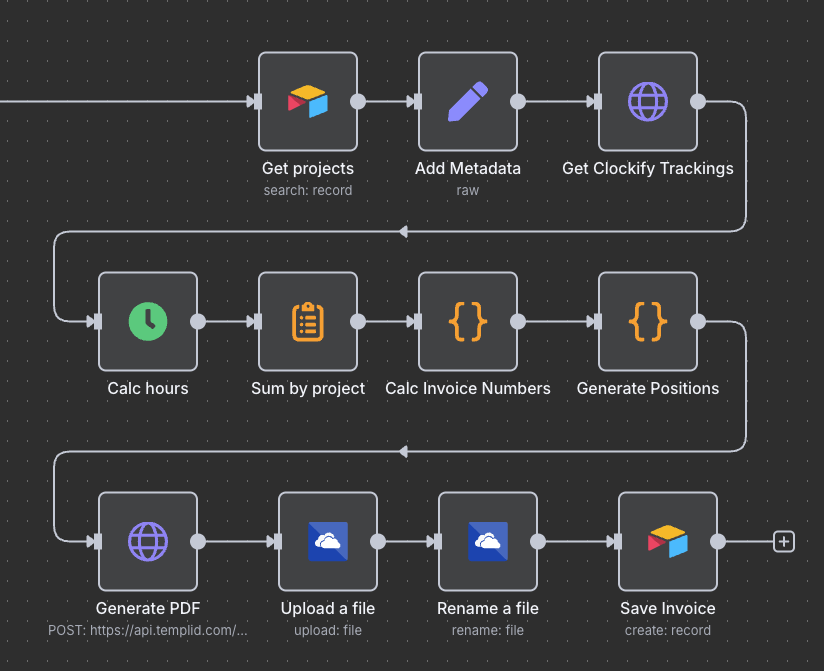 Get projects
search: record
Add Metadata
raw
Get Clockify Trackings
Calc hours
Sum by project
Calc Invoice Numbers
Generate Positions
Generate PDF
POST: https://api.templid.com/...
Upload a file
upload: file
Rename a file
rename: file
Save Invoice
create: record